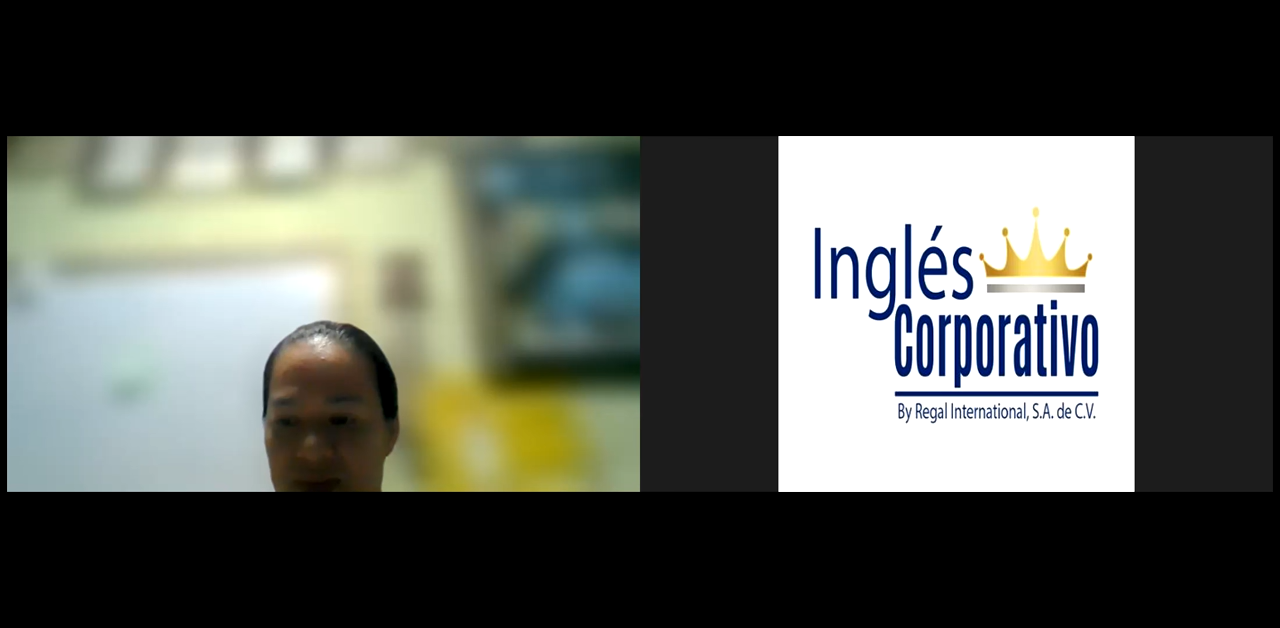 Inglés
Corporativo
By Regal International, S.A. de C.V.